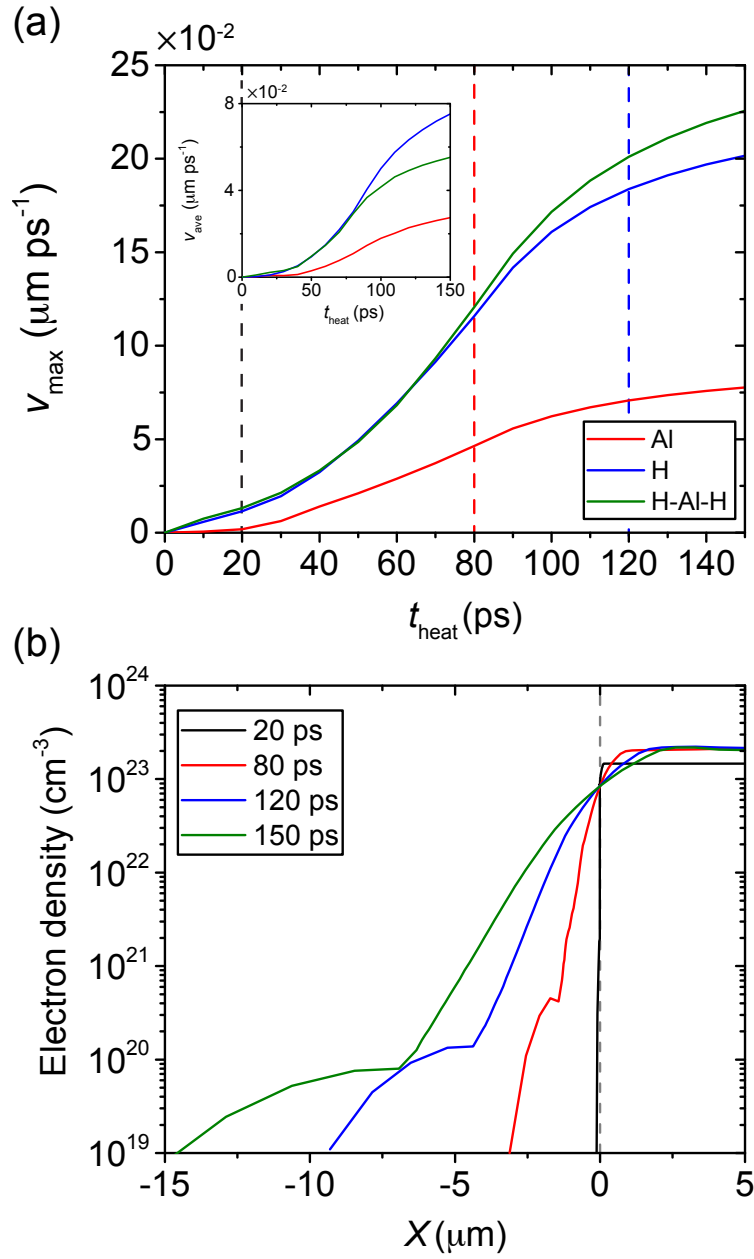 (a)
×10⁻²
25
20
15
10
5
0
v_max (μm ps⁻¹)
0 20 40 60 80 100 120 140
t_heat (ps)
×10⁻²
8
4
0
v_ave (μm ps⁻¹)
0 50 100 150
t_heat (ps)
Al
H
H-Al-H
(b)
10²⁴
10²³
10²²
10²¹
10²⁰
10¹⁹
Electron density (cm⁻³)
20 ps
80 ps
120 ps
150 ps
-15 -10 -5 0 5
X (μm)